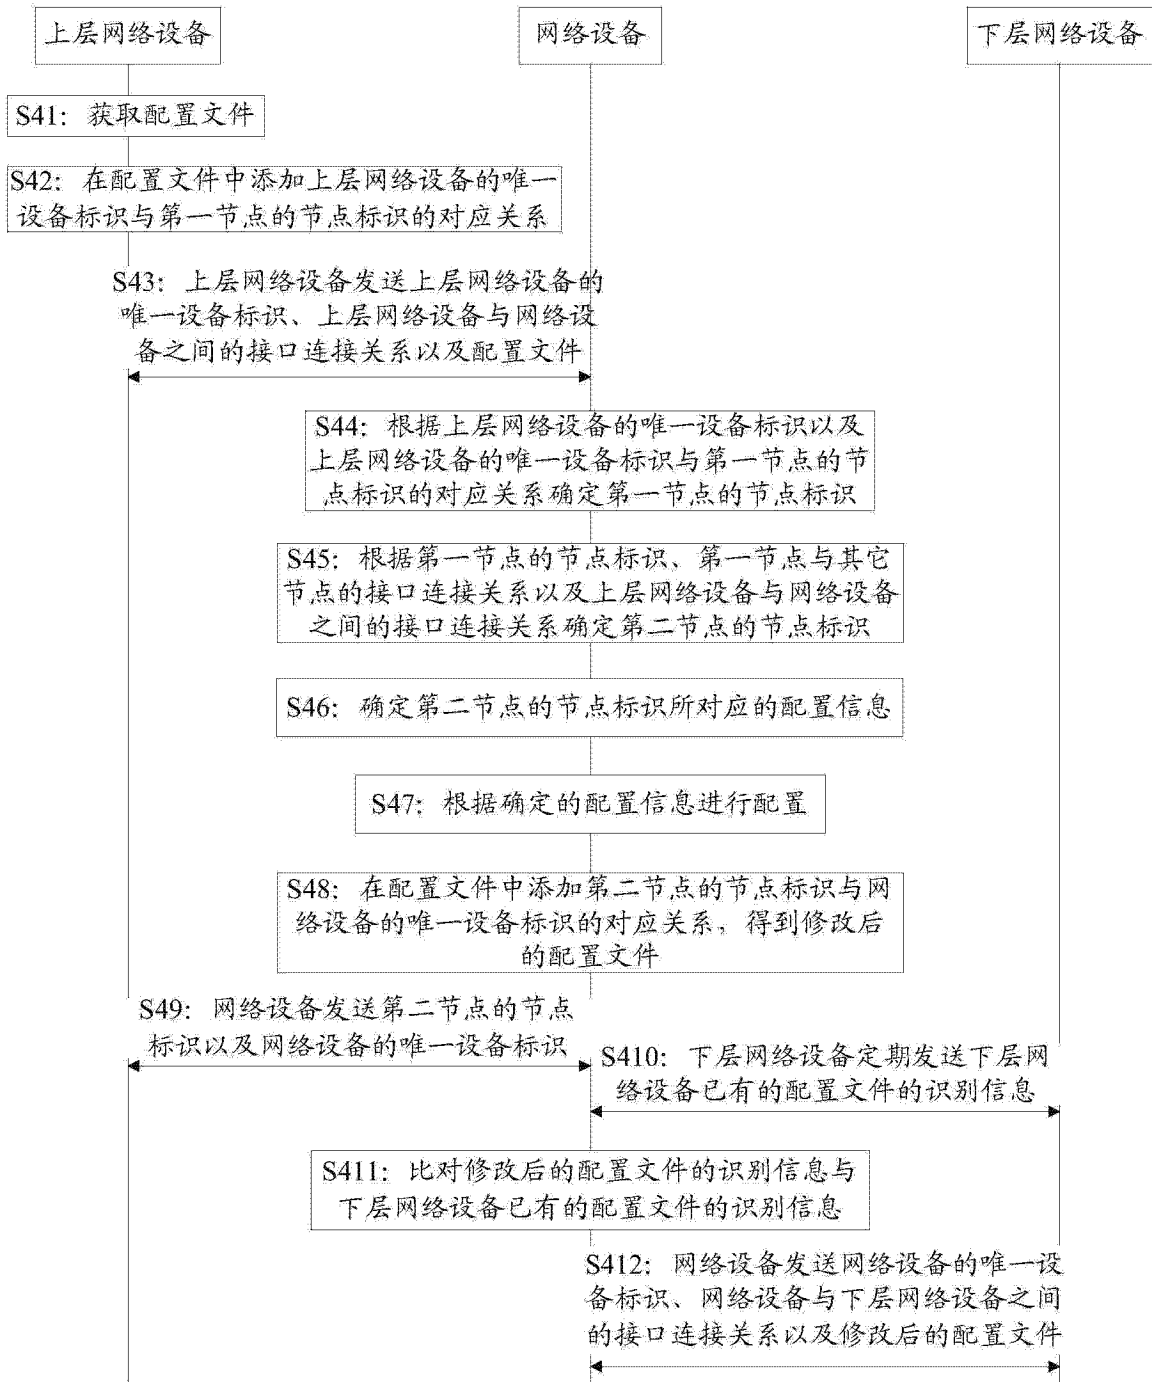 上层网络设备
网络设备
下层网络设备
S41：获取配置文件
S42：在配置文件中添加上层网络设备的唯一
设备标识与第一节点的节点标识的对应关系
S43：上层网络设备发送上层网络设备的
唯一设备标识、上层网络设备与网络设
备之间的接口连接关系以及配置文件
S44：根据上层网络设备的唯一设备标识以及
上层网络设备的唯一设备标识与第一节点的节
点标识的对应关系确定第一节点的节点标识
S45：根据第一节点的节点标识、第一节点与其它
节点的接口连接关系以及上层网络设备与网络设备
之间的接口连接关系确定第二节点的节点标识
S46：确定第二节点的节点标识所对应的配置信息
S47：根据确定的配置信息进行配置
S48：在配置文件中添加第二节点的节点标识与网
络设备的唯一设备标识的对应关系，得到修改后
的配置文件
S49：网络设备发送第二节点的节点
标识以及网络设备的唯一设备标识
S410：下层网络设备定期发送下层网
络设备已有的配置文件的识别信息
S411：比对修改后的配置文件的识别信息与
下层网络设备已有的配置文件的识别信息
S412：网络设备发送网络设备的唯一设
备标识、网络设备与下层网络设备之间
的接口连接关系以及修改后的配置文件